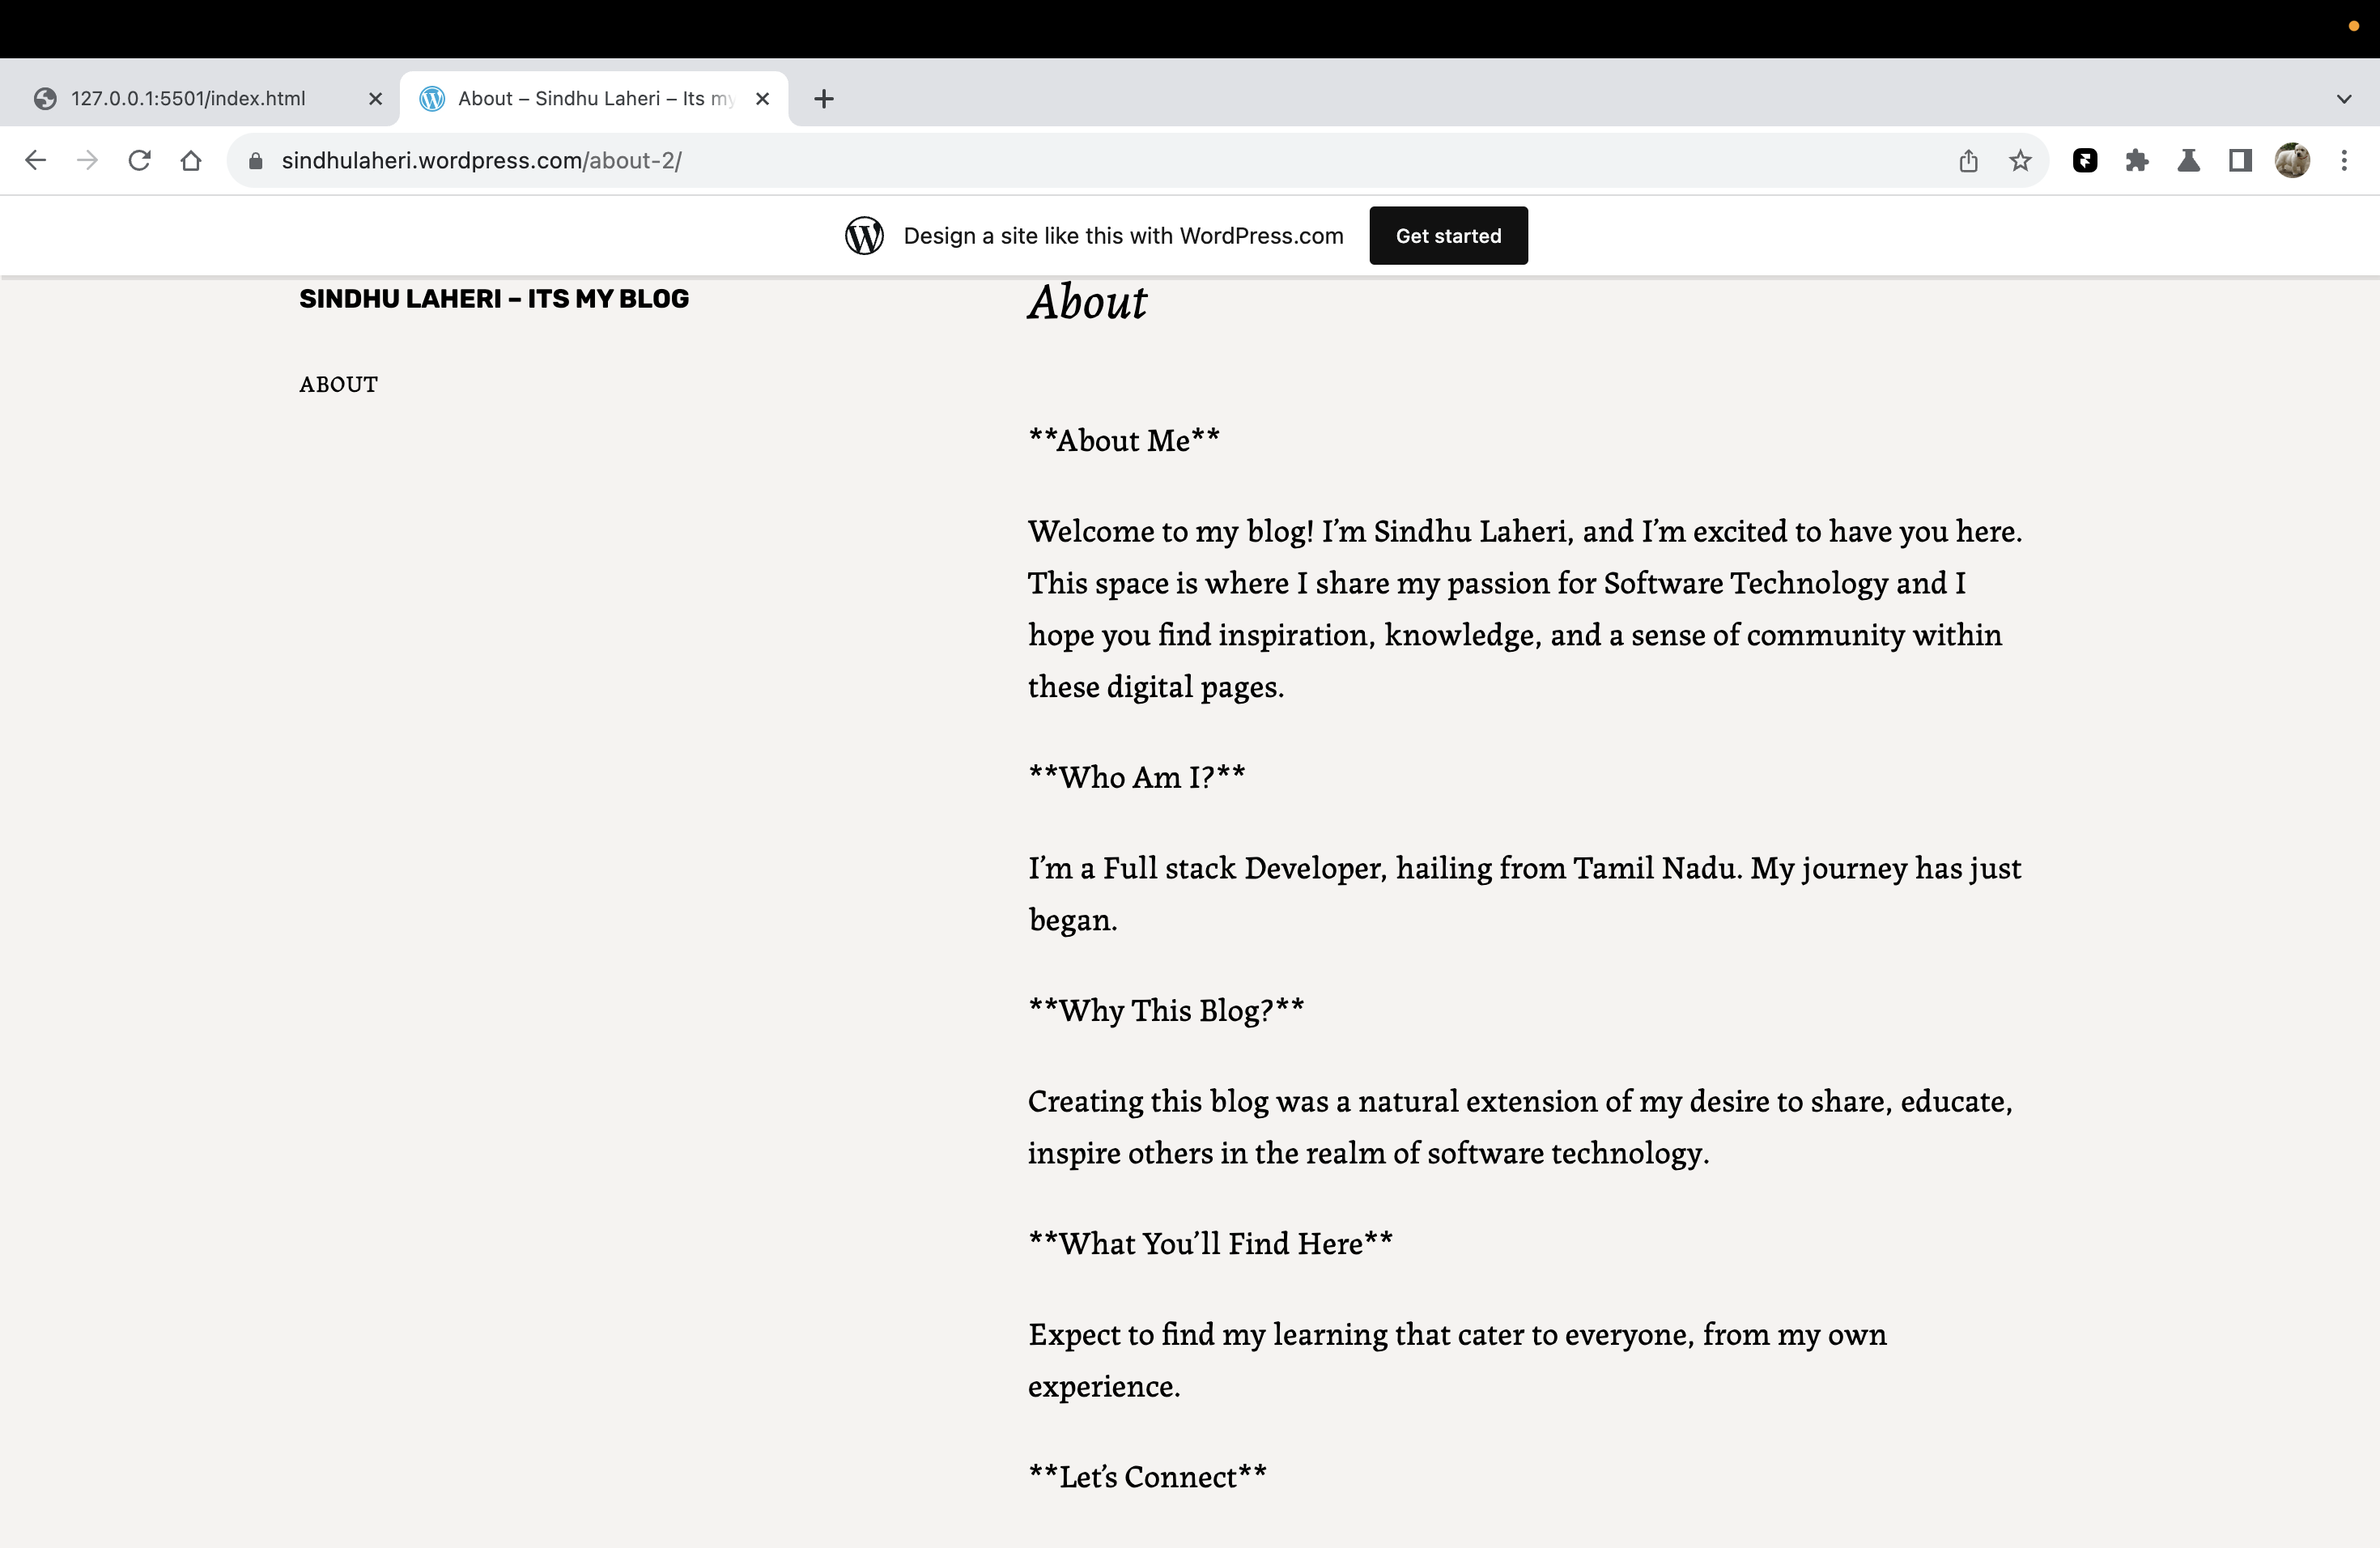 127.0.0.1:5501/index.html
About – Sindhu Laheri – Its my
sindhulaheri.wordpress.com/about-2/
Design a site like this with WordPress.com
Get started
SINDHU LAHERI – ITS MY BLOG
ABOUT
About
**About Me**
Welcome to my blog! I’m Sindhu Laheri, and I’m excited to have you here.
This space is where I share my passion for Software Technology and I
hope you find inspiration, knowledge, and a sense of community within
these digital pages.
**Who Am I?**
I’m a Full stack Developer, hailing from Tamil Nadu. My journey has just
began.
**Why This Blog?**
Creating this blog was a natural extension of my desire to share, educate,
inspire others in the realm of software technology.
**What You’ll Find Here**
Expect to find my learning that cater to everyone, from my own
experience.
**Let’s Connect**